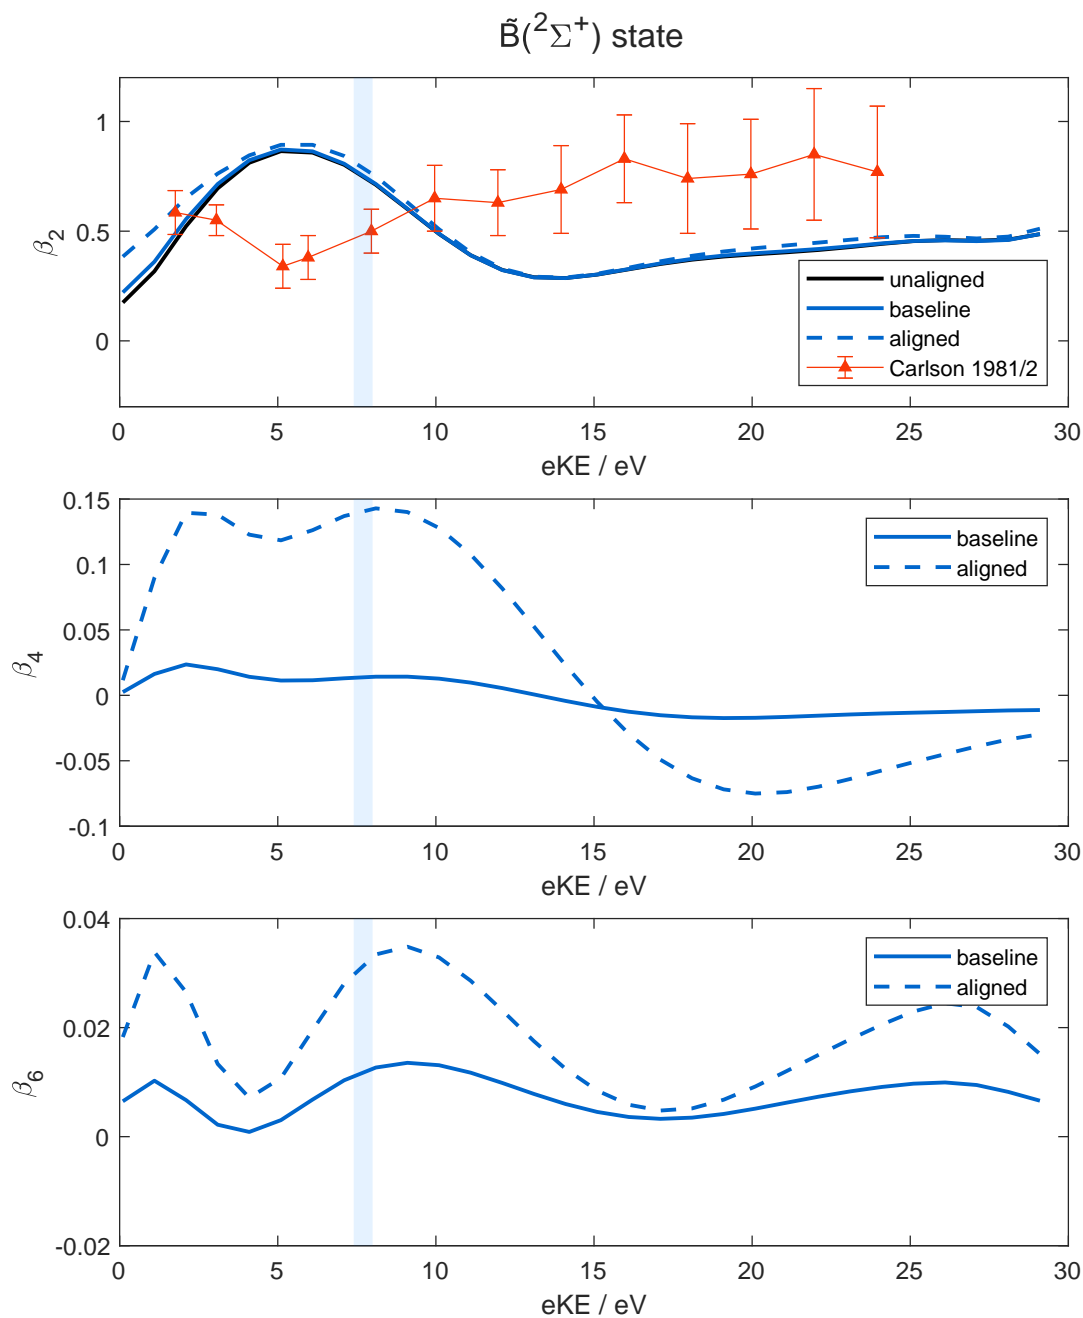 B̃(²Σ⁺) state
1
0.5
0
β₂
0 5 10 15 20 25 30
eKE / eV
unaligned
baseline
aligned
Carlson 1981/2
0.15
0.1
0.05
0
-0.05
-0.1
β₄
0 5 10 15 20 25 30
eKE / eV
baseline
aligned
0.04
0.02
0
-0.02
β₆
0 5 10 15 20 25 30
eKE / eV
baseline
aligned